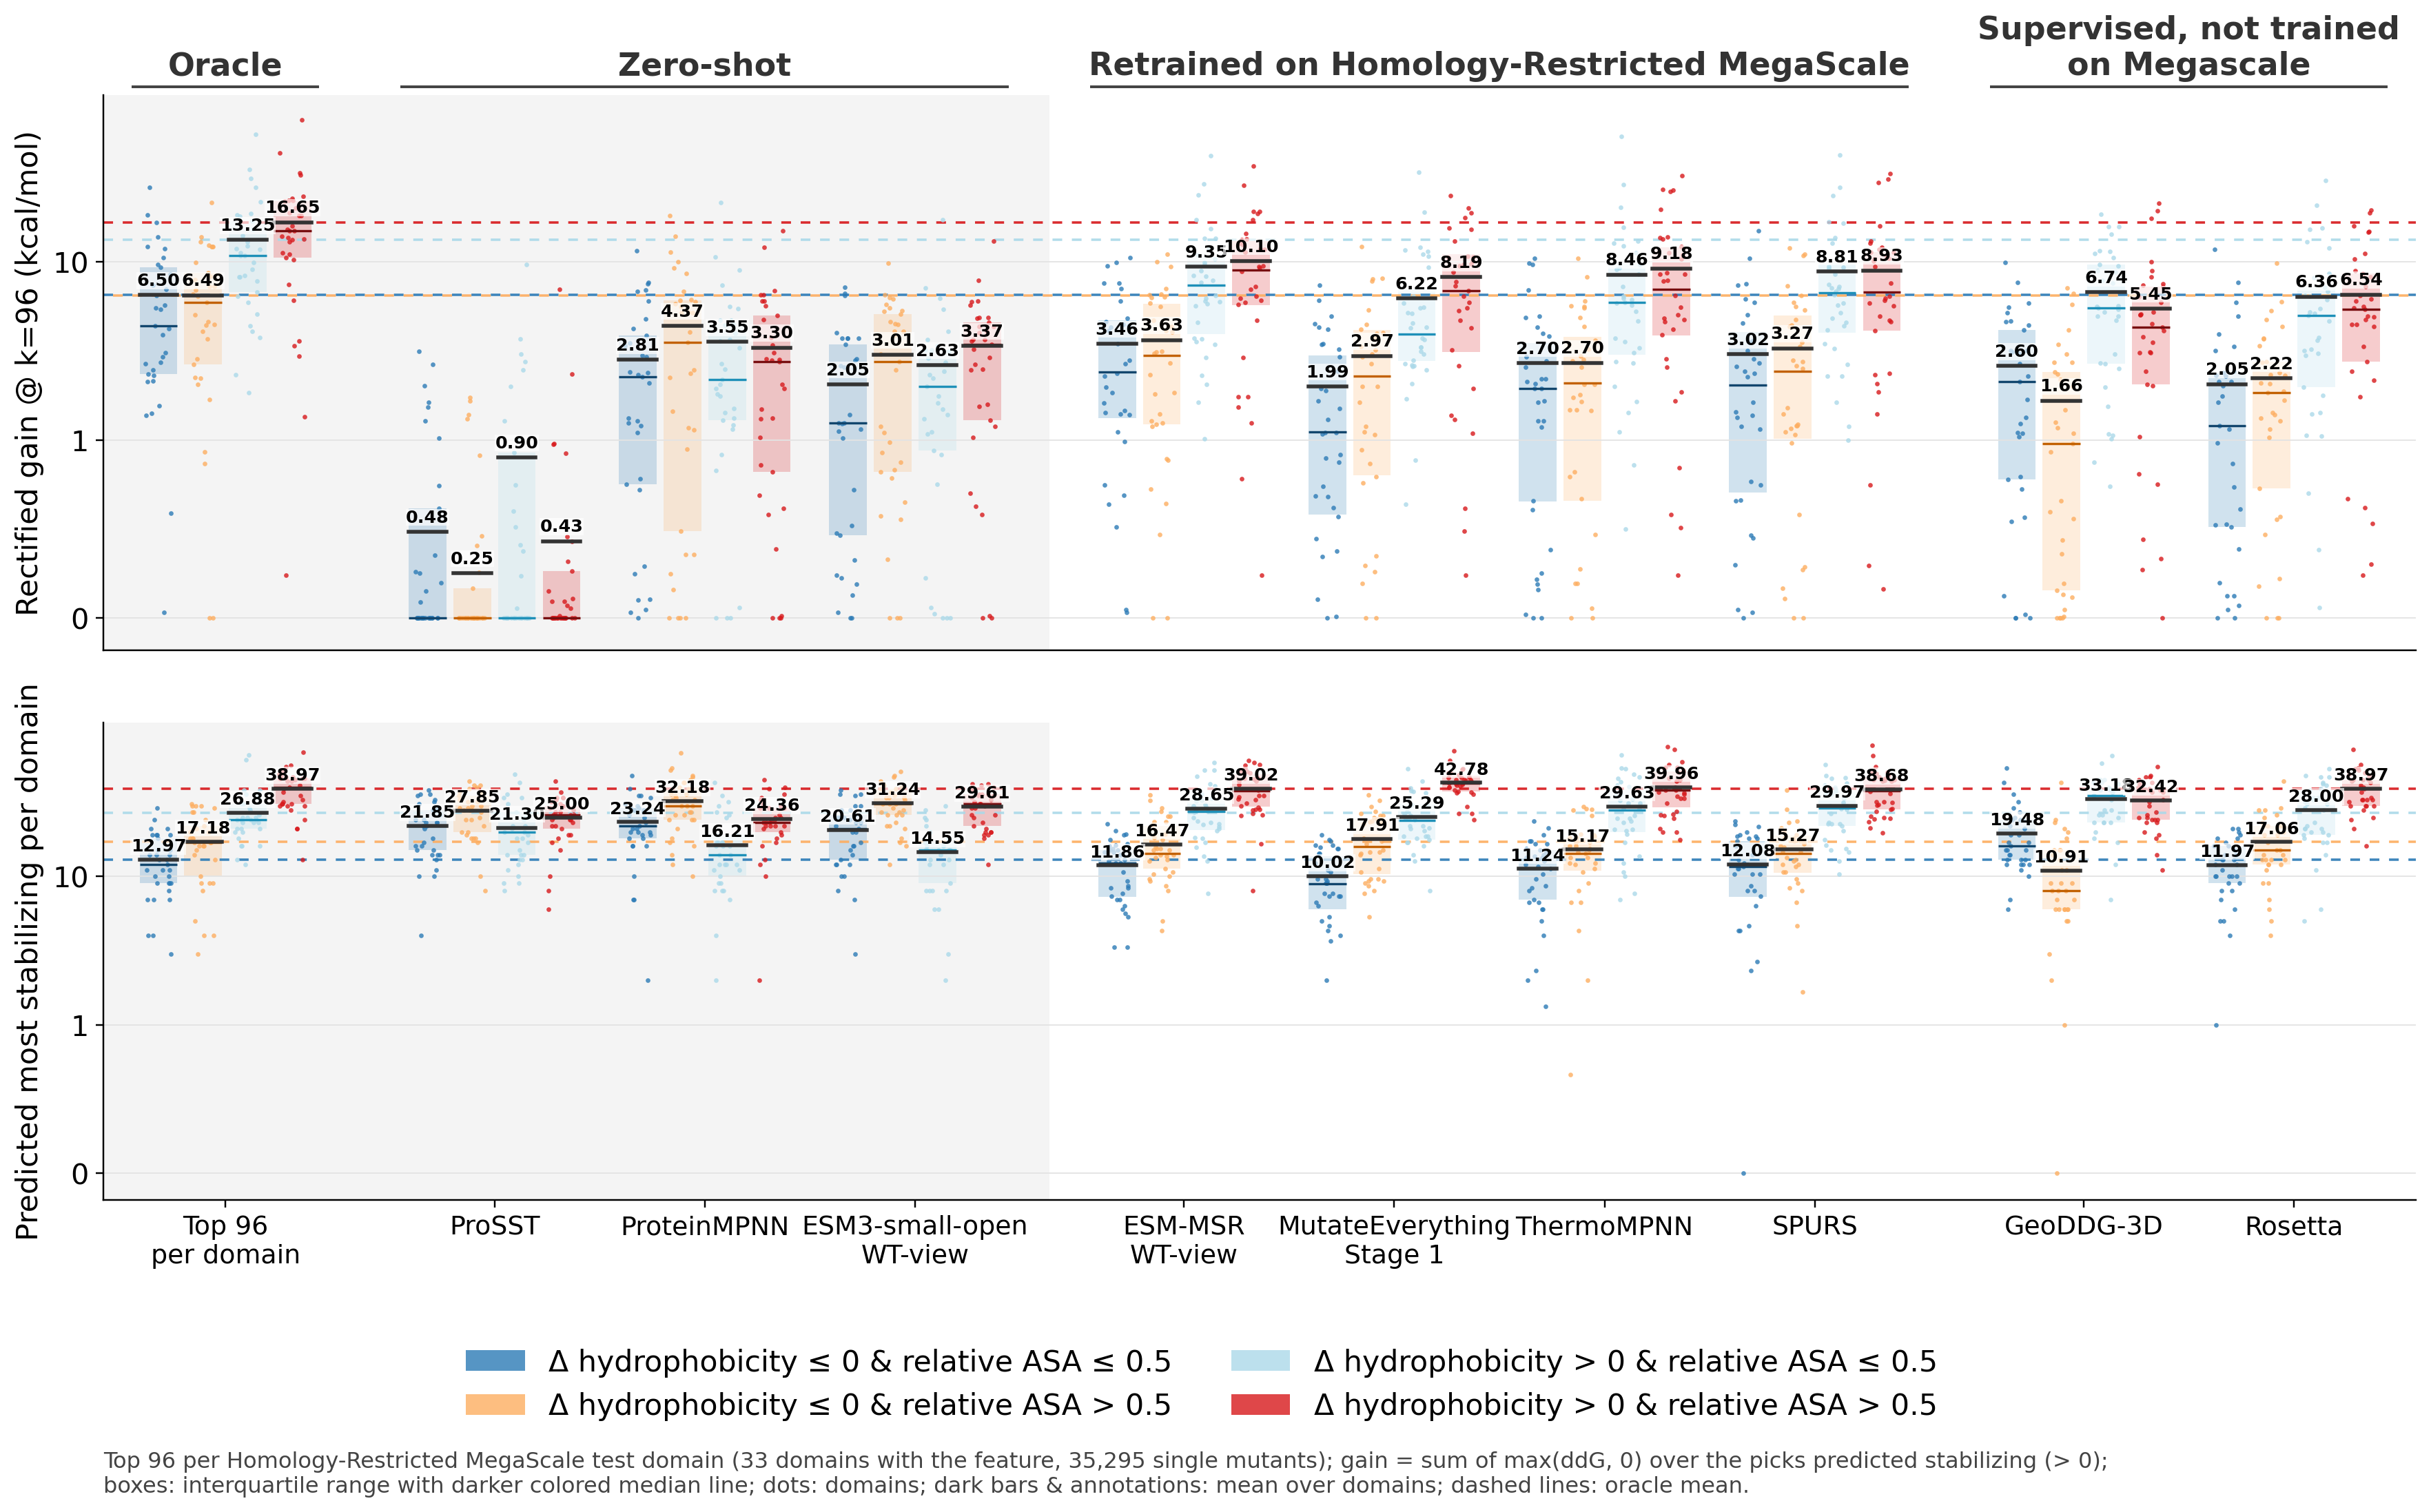 Oracle
Zero-shot
Retrained on Homology-Restricted MegaScale
Supervised, not trained
on Megascale
Rectified gain @ k=96 (kcal/mol)
10
1
0
6.50 6.49 13.25 16.65
0.48 0.25 0.90 0.43
2.81 4.37 3.55 3.30
2.05 3.01 2.63 3.37
3.46 3.63 9.35 10.10
1.99 2.97 6.22 8.19
2.70 2.70 8.46 9.18
3.02 3.27 8.81 8.93
2.60 1.66 6.74 5.45
2.05 2.22 6.36 6.54
Predicted most stabilizing per domain
10
1
0
12.97 17.18 26.88 38.97
21.85 27.85 21.30 25.00
23.24 32.18 16.21 24.36
20.61 31.24 14.55 29.61
11.86 16.47 28.65 39.02
10.02 17.91 25.29 42.78
11.24 15.17 29.63 39.96
12.08 15.27 29.97 38.68
19.48 10.91 32.42
11.97 17.06 28.00 38.97
Top 96
per domain
ProSST
ProteinMPNN
ESM3-small-open
WT-view
ESM-MSR
WT-view
MutateEverything
Stage 1
ThermoMPNN
SPURS
GeoDDG-3D
Rosetta
Δ hydrophobicity ≤ 0 & relative ASA ≤ 0.5
Δ hydrophobicity > 0 & relative ASA ≤ 0.5
Δ hydrophobicity ≤ 0 & relative ASA > 0.5
Δ hydrophobicity > 0 & relative ASA > 0.5
Top 96 per Homology-Restricted MegaScale test domain (33 domains with the feature, 35,295 single mutants); gain = sum of max(ddG, 0) over the picks predicted stabilizing (> 0);
boxes: interquartile range with darker colored median line; dots: domains; dark bars & annotations: mean over domains; dashed lines: oracle mean.